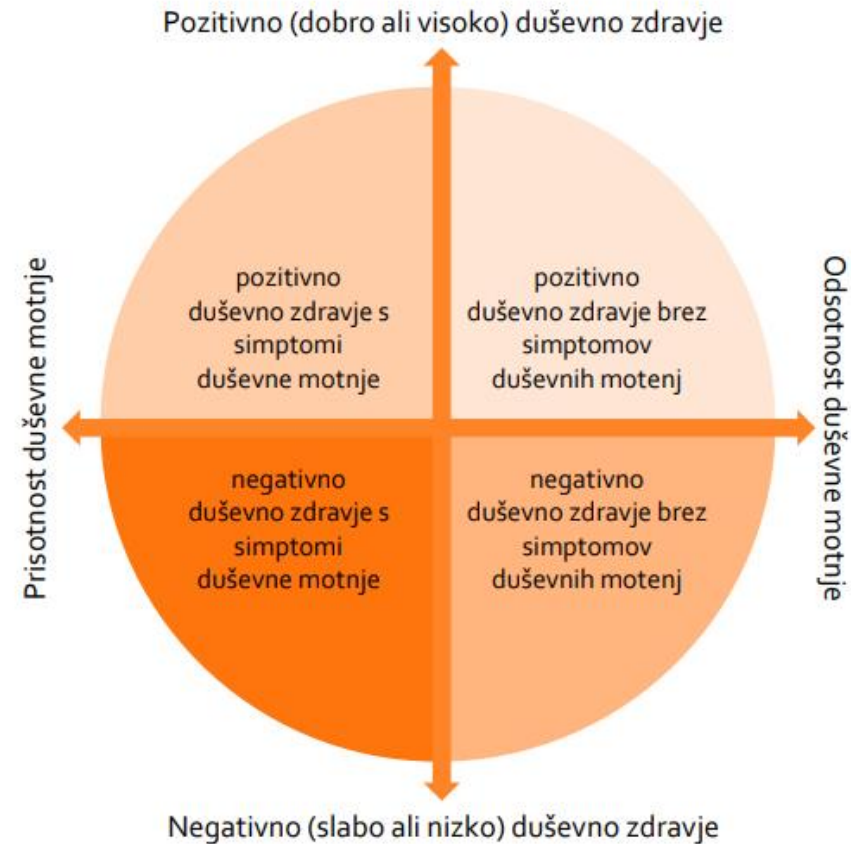 Pozitivno (dobro ali visoko) duševno zdravje
Prisotnost duševne motnje
pozitivno
duševno zdravje s
simptomi
duševne motnje
pozitivno
duševno zdravje brez
simptomov
duševnih motenj
Odsotnost duševne motnje
negativno
duševno zdravje s
simptomi
duševne motnje
negativno
duševno zdravje brez
simptomov
duševnih motenj
Negativno (slabo ali nizko) duševno zdravje